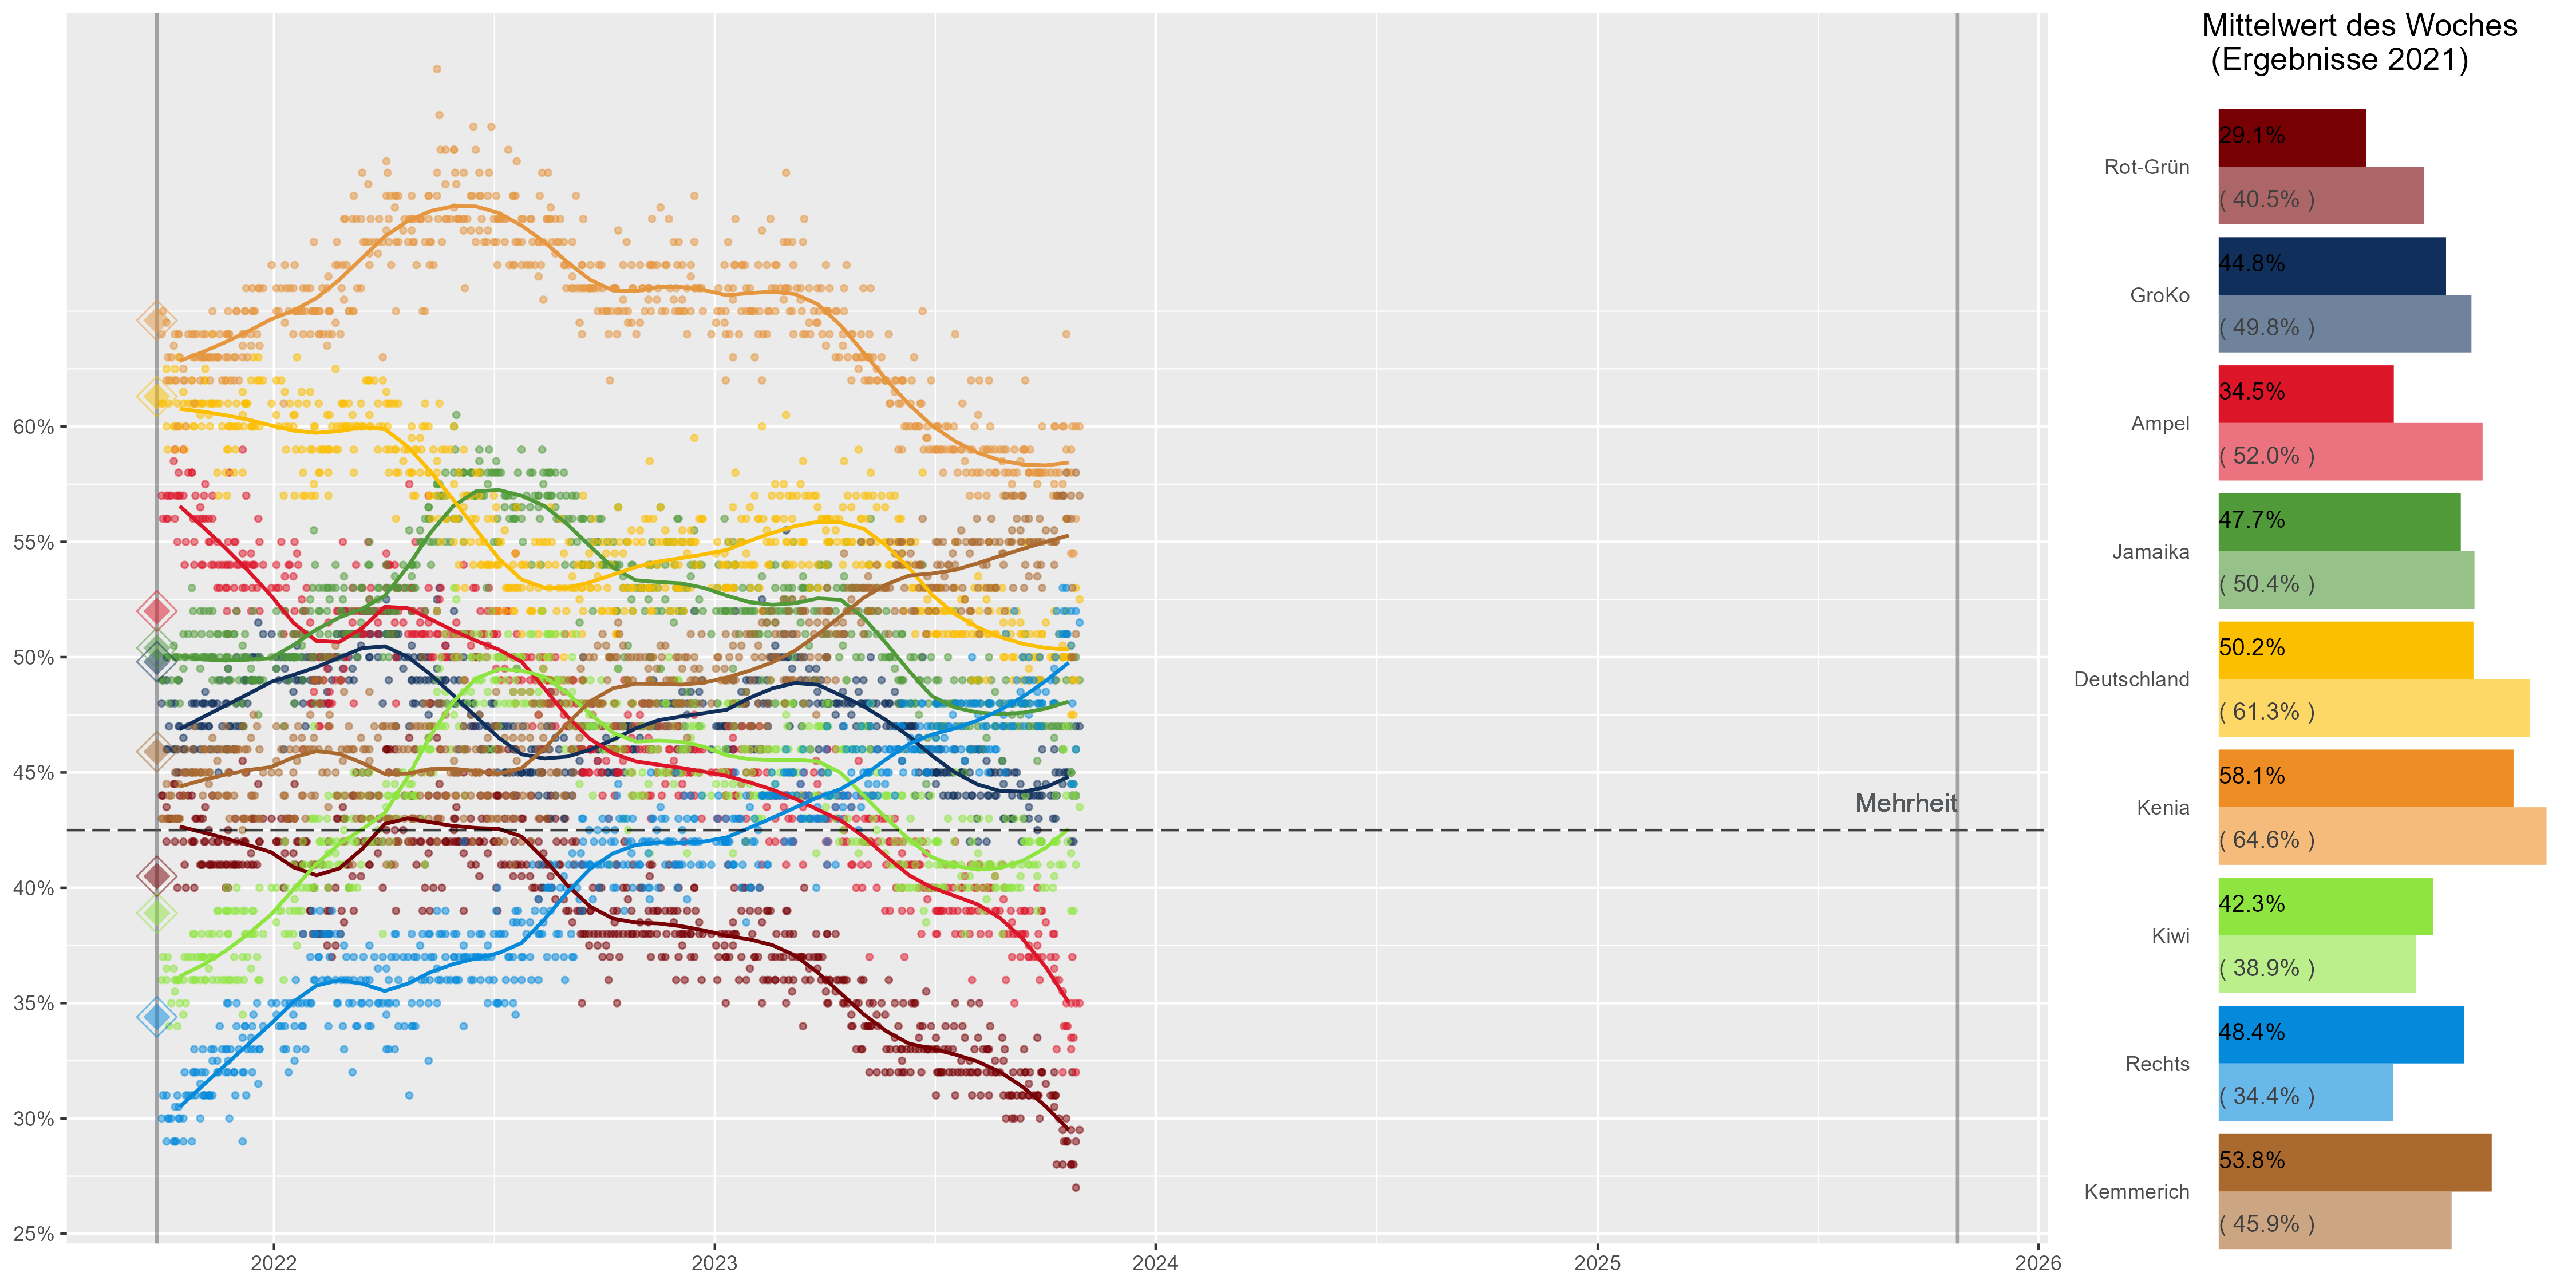 60%
55%
50%
45%
40%
35%
30%
25%
2022
2023
2024
2025
2026
Mehrheit
Mittelwert des Woches
(Ergebnisse 2021)
Rot-Grün
29.1%
( 40.5% )
GroKo
44.8%
( 49.8% )
Ampel
34.5%
( 52.0% )
Jamaika
47.7%
( 50.4% )
Deutschland
50.2%
( 61.3% )
Kenia
58.1%
( 64.6% )
Kiwi
42.3%
( 38.9% )
Rechts
48.4%
( 34.4% )
Kemmerich
53.8%
( 45.9% )